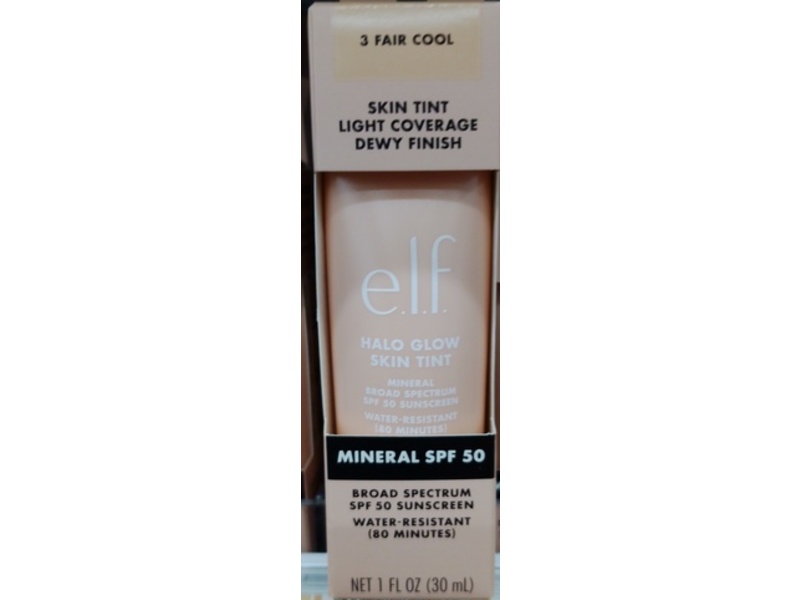 3 FAIR COOL
SKIN TINT
LIGHT COVERAGE
DEWY FINISH
e.l.f.
HALO GLOW
SKIN TINT
MINERAL
BROAD SPECTRUM
SPF 50 SUNSCREEN
WATER-RESISTANT
(80 MINUTES)
MINERAL SPF 50
BROAD SPECTRUM
SPF 50 SUNSCREEN
WATER-RESISTANT
(80 MINUTES)
NET 1 FL OZ (30 mL)